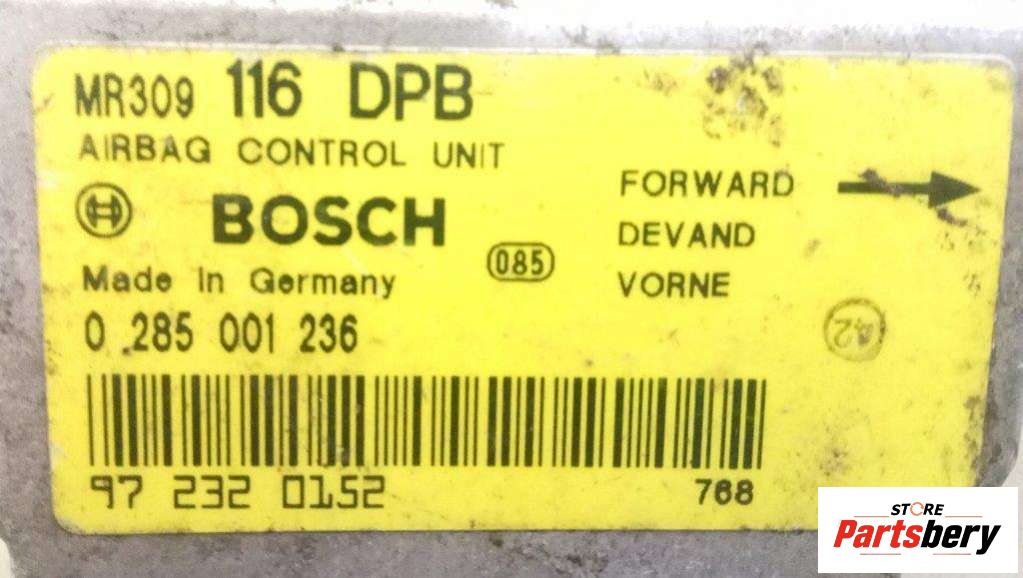 MR309 116 DPB
AIRBAG CONTROL UNIT
BOSCH
085
Made In Germany
0 285 001 236
FORWARD
DEVAND
VORNE
97 232 0152
768
STORE
Partsbery